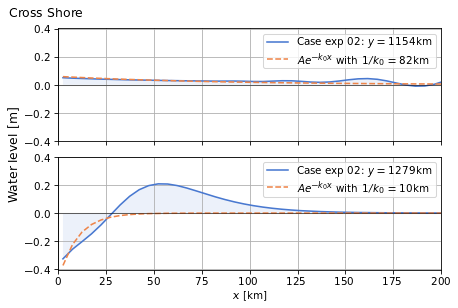 Cross Shore
0.4
0.2
0.0
−0.2
−0.4
Case exp 02: y = 1154km
Ae^{−k₀x} with 1/k₀ = 82km
Water level [m]
0.4
0.2
0.0
−0.2
−0.4
Case exp 02: y = 1279km
Ae^{−k₀x} with 1/k₀ = 10km
0 25 50 75 100 125 150 175 200
x [km]